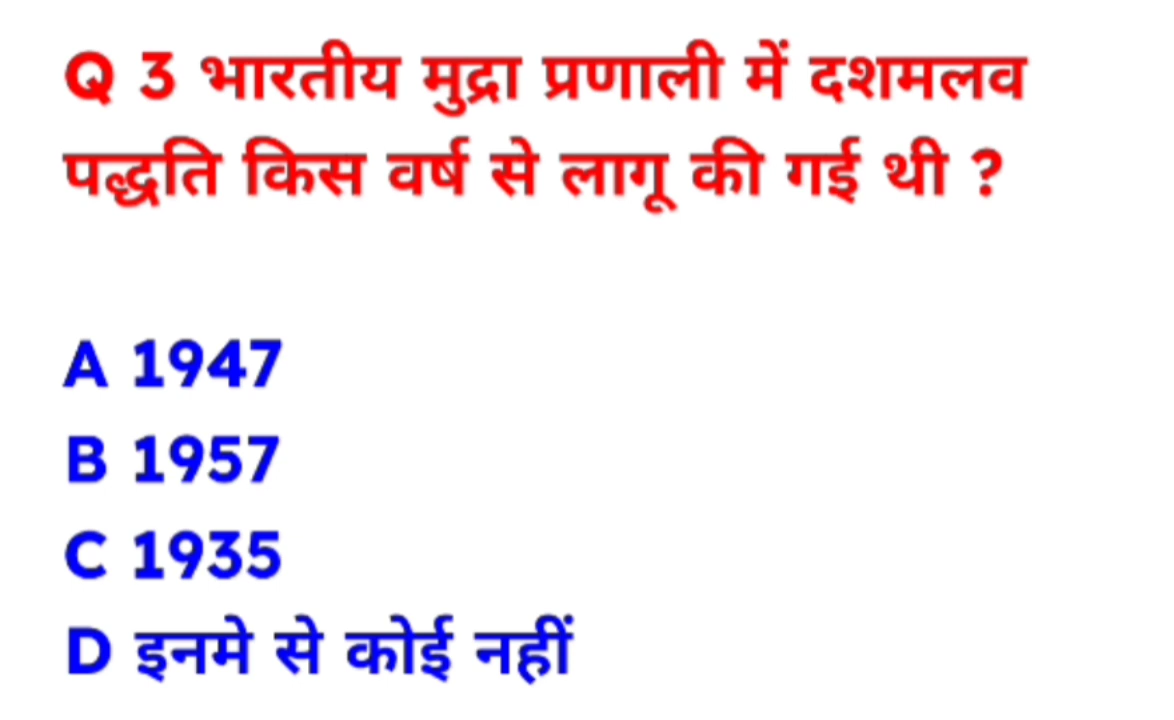 Q 3 भारतीय मुद्रा प्रणाली में दशमलव
पद्धति किस वर्ष से लागू की गई थी ?
A 1947
B 1957
C 1935
D इनमे से कोई नहीं